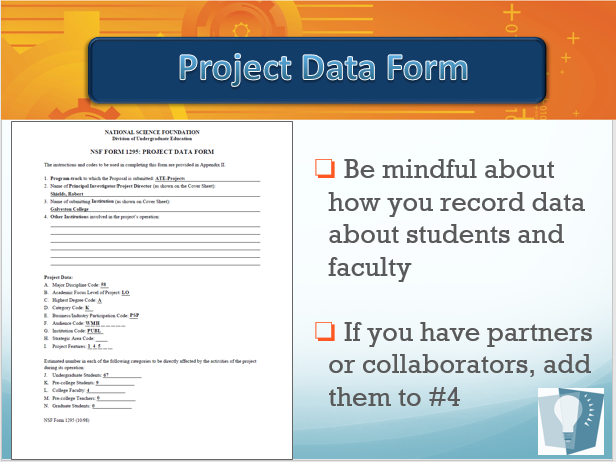 Project Data Form
NATIONAL SCIENCE FOUNDATION
Division of Undergraduate Education
NSF FORM 1295: PROJECT DATA FORM
The instructions and codes to be used in completing this form are provided in Appendix II.
1. Program-track to which the Proposal is submitted: ATE-Projects
2. Name of Principal Investigator/Project Director (as shown on the Cover Sheet):
Shields, Robert
3. Name of submitting Institution (as shown on Cover Sheet):
Galveston College
4. Other Institutions involved in the project's operation:
Project Data:
A. Major Discipline Code: 58
B. Academic Focus Level of Project: LO
C. Highest Degree Code: A
D. Category Code: K
E. Business/Industry Participation Code: PSP
F. Audience Code: WMH
G. Institution Code: PUBL
H. Strategic Area Code:
I. Project Features: 1 4 5
Estimated number in each of the following categories to be directly affected by the activities of the project
during its operation:
J. Undergraduate Students: 67
K. Pre-college Students: 9
L. College Faculty: 4
M. Pre-college Teachers: 0
N. Graduate Students: 0
NSF Form 1295 (10-98)
❑ Be mindful about
how you record data
about students and
faculty
❑ If you have partners
or collaborators, add
them to #4